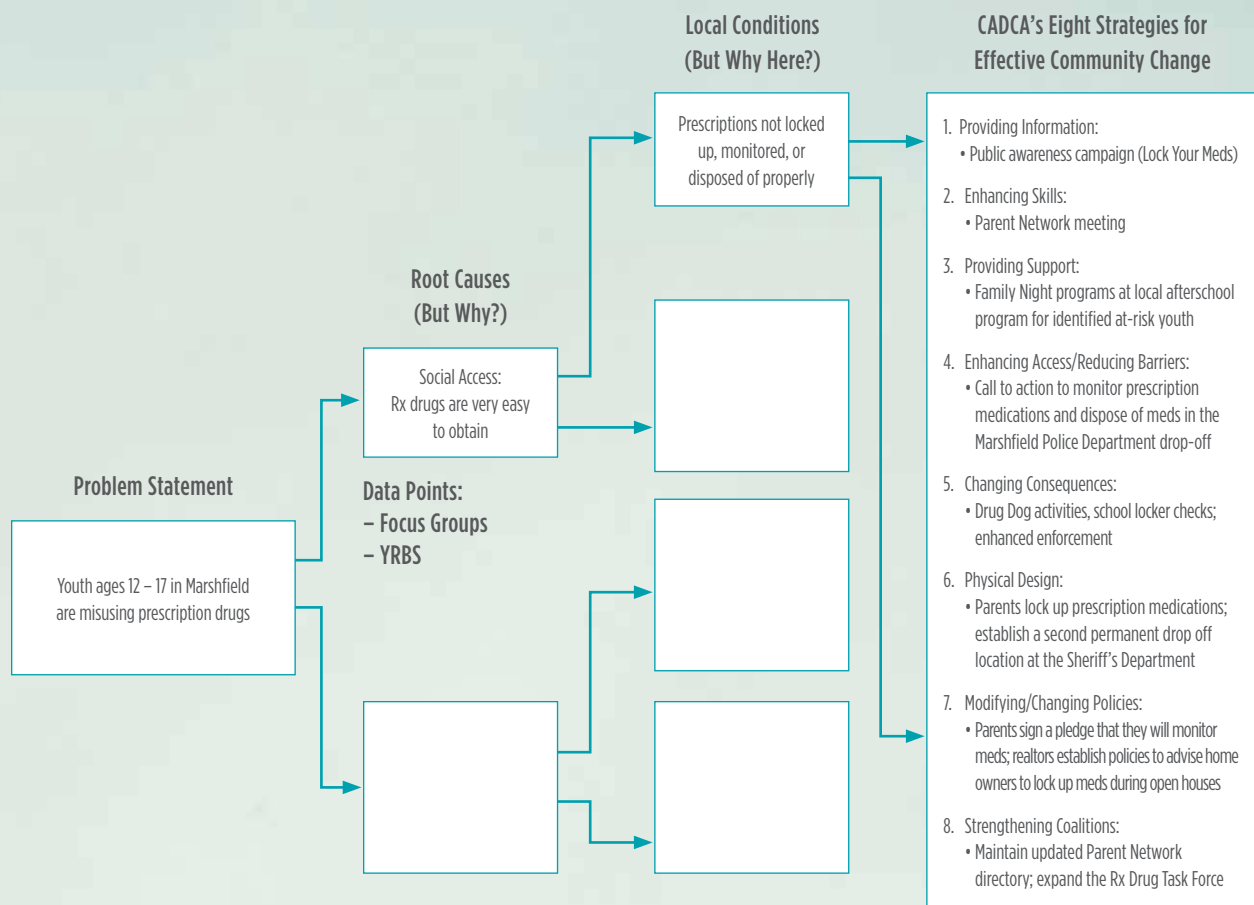 Problem Statement
Youth ages 12 – 17 in Marshfield
are misusing prescription drugs
Root Causes
(But Why?)
Social Access:
Rx drugs are very easy
to obtain
Data Points:
– Focus Groups
– YRBS
Local Conditions
(But Why Here?)
Prescriptions not locked
up, monitored, or
disposed of properly
CADCA's Eight Strategies for
Effective Community Change
1. Providing Information:
• Public awareness campaign (Lock Your Meds)
2. Enhancing Skills:
• Parent Network meeting
3. Providing Support:
• Family Night programs at local afterschool
program for identified at-risk youth
4. Enhancing Access/Reducing Barriers:
• Call to action to monitor prescription
medications and dispose of meds in the
Marshfield Police Department drop-off
5. Changing Consequences:
• Drug Dog activities, school locker checks;
enhanced enforcement
6. Physical Design:
• Parents lock up prescription medications;
establish a second permanent drop off
location at the Sheriff's Department
7. Modifying/Changing Policies:
• Parents sign a pledge that they will monitor
meds; realtors establish policies to advise home
owners to lock up meds during open houses
8. Strengthening Coalitions:
• Maintain updated Parent Network
directory; expand the Rx Drug Task Force